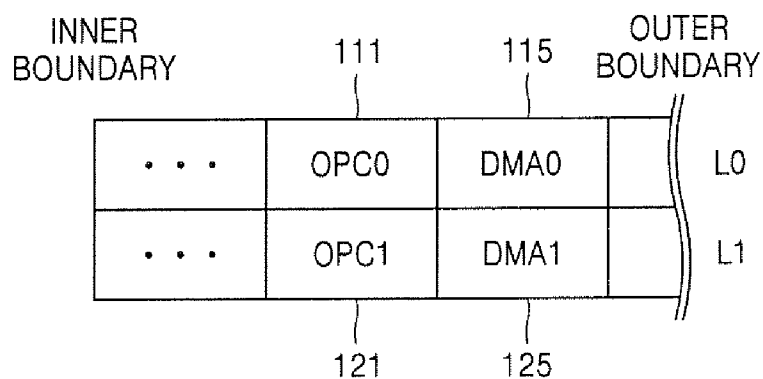 INNER
BOUNDARY
111
115
OUTER
BOUNDARY
• • • OPC0 DMA0 L0
• • • OPC1 DMA1 L1
121
125